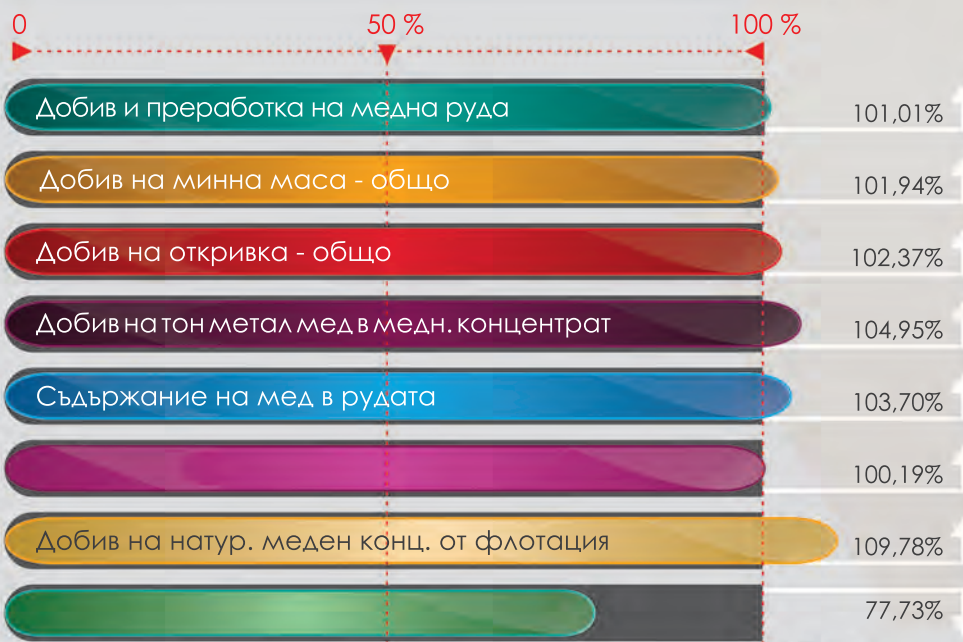 0 50 % 100 %
Добив и преработка на медна руда 101,01%
Добив на минна маса - общо 101,94%
Добив на откривка - общо 102,37%
Добив на тон метал мед в медн. концентрат 104,95%
Съдържание на мед в рудата 103,70%
100,19%
Добив на натур. меден конц. от флотация 109,78%
77,73%